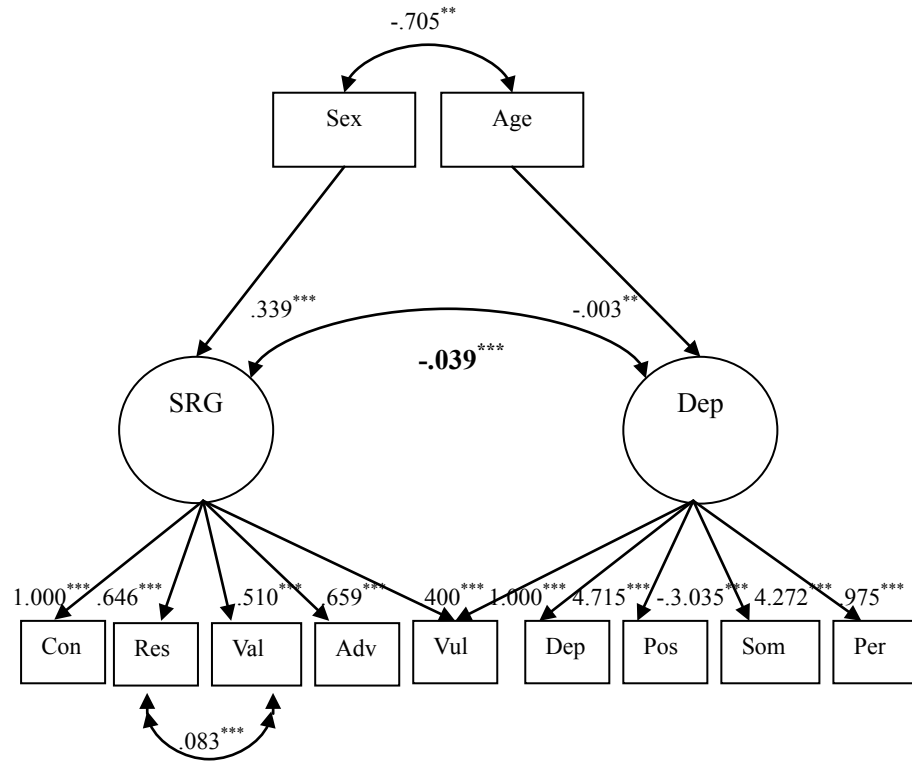 -.705**
Sex Age
.339*** -.003**
-.039***
SRG Dep
1.000*** .646*** .510*** .659*** .400*** 1.000*** 4.715*** -.3.035*** 4.272*** .975***
Con Res Val Adv Vul Dep Pos Som Per
.083***